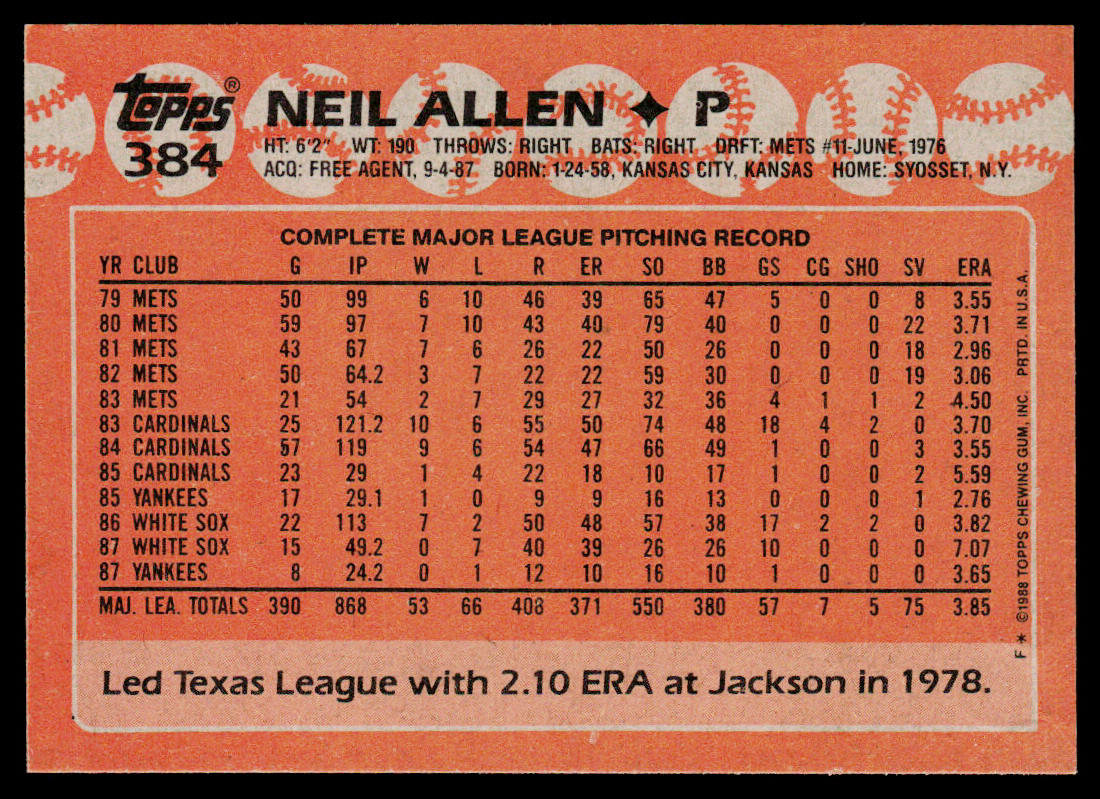 topps®
384
NEIL ALLEN ✦ P
HT: 6'2" WT: 190 THROWS: RIGHT BATS: RIGHT DRFT: METS #11-JUNE, 1976
ACQ: FREE AGENT, 9-4-87 BORN: 1-24-58, KANSAS CITY, KANSAS HOME: SYOSSET, N.Y.
COMPLETE MAJOR LEAGUE PITCHING RECORD
YR CLUB G IP W L R ER SO BB GS CG SHO SV ERA
79 METS 50 99 6 10 46 39 65 47 5 0 0 8 3.55
80 METS 59 97 7 10 43 40 79 40 0 0 0 22 3.71
81 METS 43 67 7 6 26 22 50 26 0 0 0 18 2.96
82 METS 50 64.2 3 7 22 22 59 30 0 0 0 19 3.06
83 METS 21 54 2 7 29 27 32 36 4 1 1 2 4.50
83 CARDINALS 25 121.2 10 6 55 50 74 48 18 4 2 0 3.70
84 CARDINALS 57 119 9 6 54 47 66 49 1 0 0 3 3.55
85 CARDINALS 23 29 1 4 22 18 10 17 1 0 0 2 5.59
85 YANKEES 17 29.1 1 0 9 9 16 13 0 0 0 1 2.76
86 WHITE SOX 22 113 7 2 50 48 57 38 17 2 2 0 3.82
87 WHITE SOX 15 49.2 0 7 40 39 26 26 10 0 0 0 7.07
87 YANKEES 8 24.2 0 1 12 10 16 10 1 0 0 0 3.65
MAJ. LEA. TOTALS 390 868 53 66 408 371 550 380 57 7 5 75 3.85
Led Texas League with 2.10 ERA at Jackson in 1978.
F * ©1988 TOPPS CHEWING GUM, INC. PRTD. IN U.S.A.